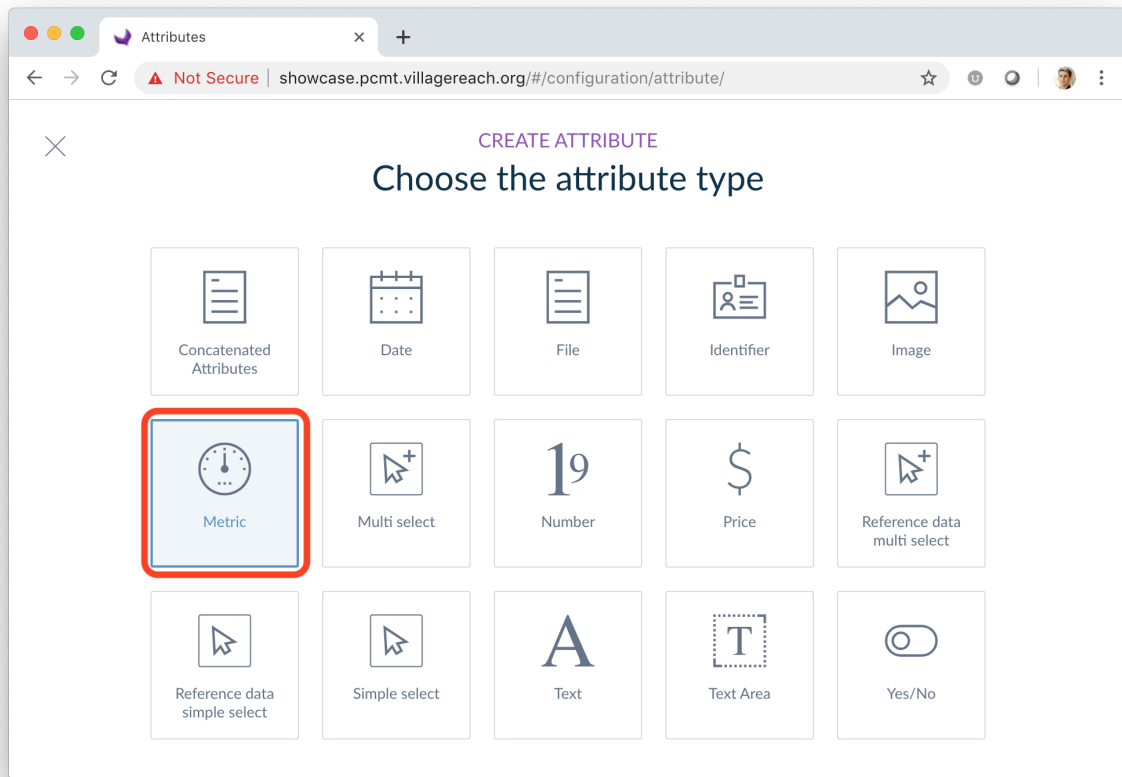 Attributes
Not Secure
showcase.pcmt.villagereach.org/#/configuration/attribute/
CREATE ATTRIBUTE
Choose the attribute type
Concatenated
Attributes
Date
File
Identifier
Image
Metric
Multi select
19
Number
$
Price
Reference data
multi select
Reference data
simple select
Simple select
A
Text
T
Text Area
Yes/No